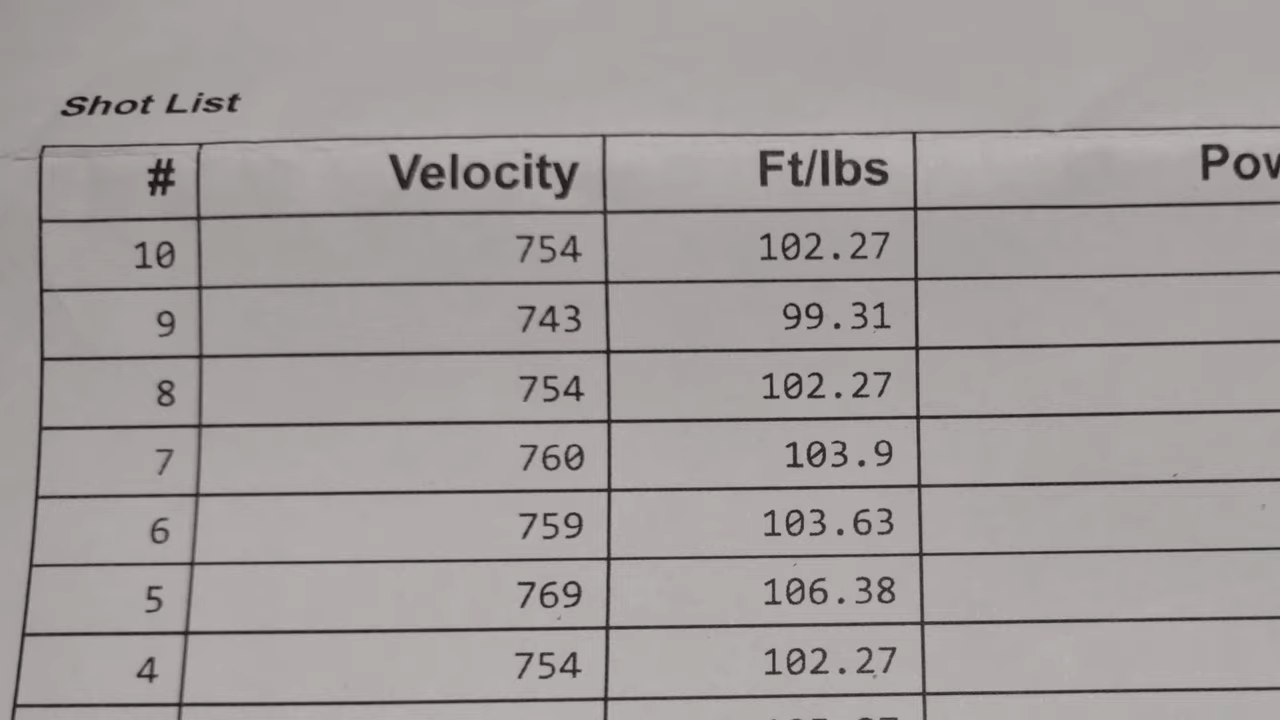 Shot List
# Velocity Ft/lbs
10 754 102.27
9 743 99.31
8 754 102.27
7 760 103.9
6 759 103.63
5 769 106.38
4 754 102.27